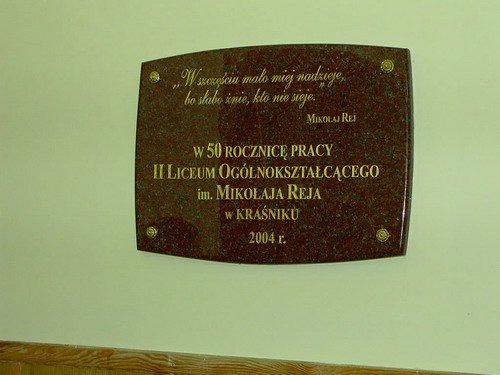 „W szczęściu mało miej nadzieje,
bo słabo żnie, kto nie sieje."
Mikołaj Rej
w 50 rocznicę pracy
II Liceum Ogólnokształcącego
im. Mikołaja Reja
w Kraśniku
2004 r.